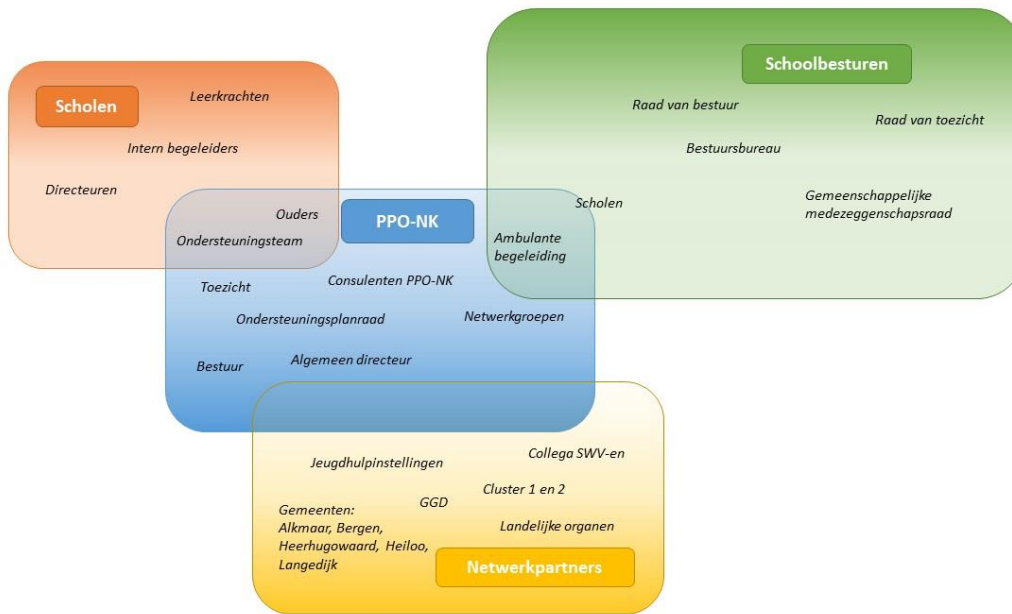 Scholen
Leerkrachten
Intern begeleiders
Directeuren
Schoolbesturen
Raad van bestuur
Raad van toezicht
Bestuursbureau
Scholen
Gemeenschappelijke
medezeggenschapsraad
Ouders
PPO-NK
Ondersteuningsteam
Ambulante
begeleiding
Toezicht
Consulenten PPO-NK
Ondersteuningsplanraad
Netwerkgroepen
Bestuur
Algemeen directeur
Jeugdhulpinstellingen
Collega SWV-en
GGD
Cluster 1 en 2
Gemeenten:
Alkmaar, Bergen,
Heerhugowaard, Heiloo,
Langedijk
Landelijke organen
Netwerkpartners